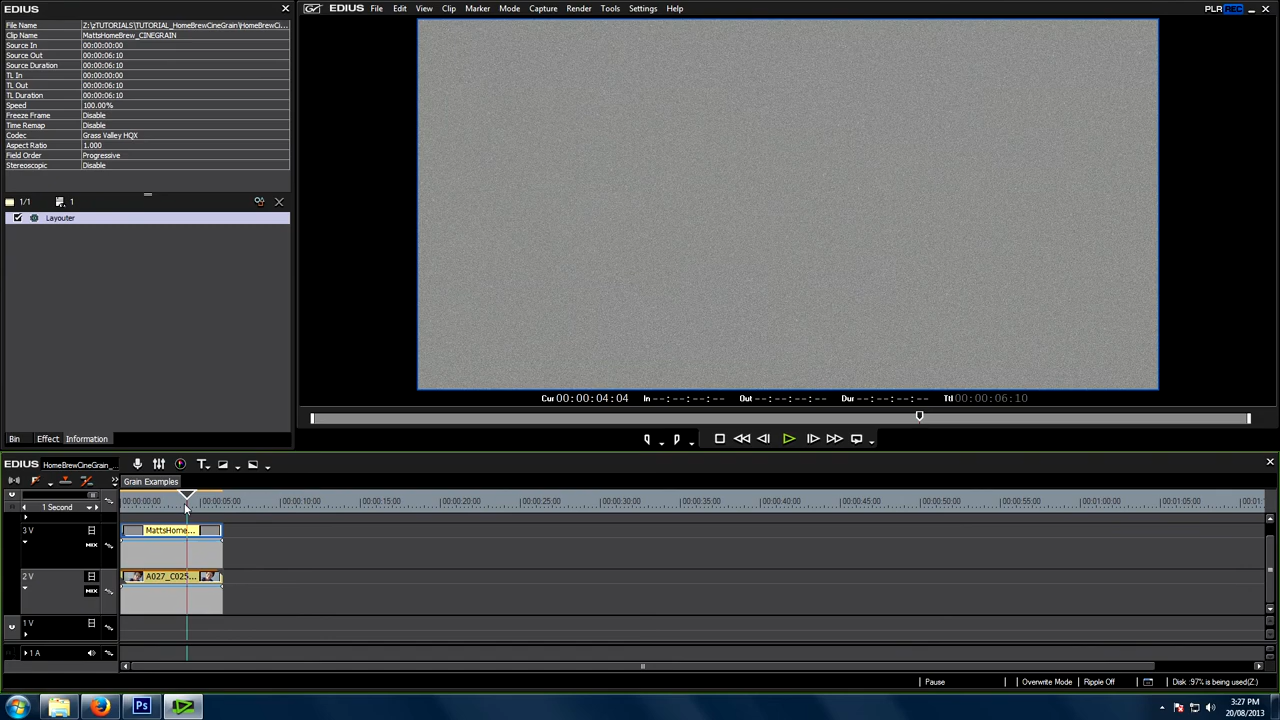 EDIUS
EDIUS File Edit View Clip Marker Mode Capture Render Tools Settings Help PLR REC
File Name Z:\zTUTORIALS\TUTORIAL_HomeBrewCineGrain\HomeBrewCi...
Clip Name MattsHomeBrew_CINEGRAIN
Source In 00:00:00:00
Source Out 00:00:06:10
Source Duration 00:00:06:10
TL In 00:00:00:00
TL Out 00:00:06:10
TL Duration 00:00:06:10
Speed 100.00%
Freeze Frame Disable
Time Remap Disable
Codec Grass Valley HQX
Aspect Ratio 1.000
Field Order Progressive
Stereoscopic Disable
1/1 1
Layouter
Cur 00:00:04:04 In --:--:--:-- Out --:--:--:-- Dur --:--:--:-- Ttl 00:00:06:10
Bin Effect Information
EDIUS HomeBrewCineGrain_...
Grain Examples
1 Second
00:00:00:00 00:00:05:00 00:00:10:00 00:00:15:00 00:00:20:00 00:00:25:00 00:00:30:00 00:00:35:00 00:00:40:00 00:00:45:00 00:00:50:00 00:00:55:00 00:01:00:00 00:01:05:00 00:01:1
3 V MattsHome...
MIX
2 V A027_C025...
MIX
1 V
1 A
Pause Overwrite Mode Ripple Off Disk :97% is being used(Z:)
Ps
3:27 PM
20/08/2013